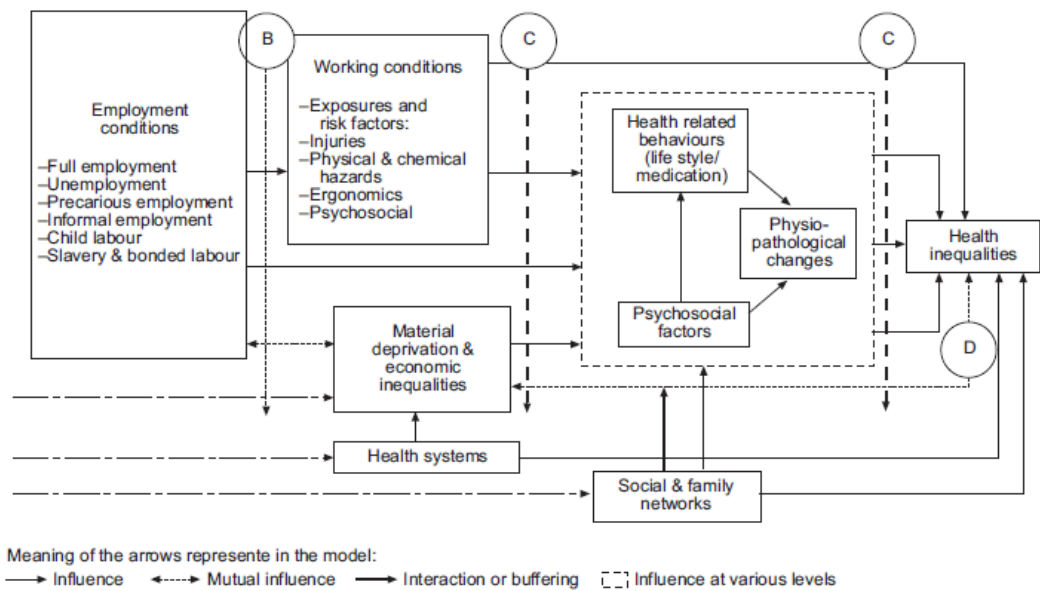 B
C
C
Employment
conditions
–Full employment
–Unemployment
–Precarious employment
–Informal employment
–Child labour
–Slavery & bonded labour
Working conditions
–Exposures and
risk factors:
–Injuries
–Physical & chemical
hazards
–Ergonomics
–Psychosocial
Health related
behaviours
(life style/
medication)
Physio-
pathological
changes
Psychosocial
factors
Health
inequalities
D
Material
deprivation &
economic
inequalities
Health systems
Social & family
networks
Meaning of the arrows represente in the model:
Influence
Mutual influence
Interaction or buffering
Influence at various levels